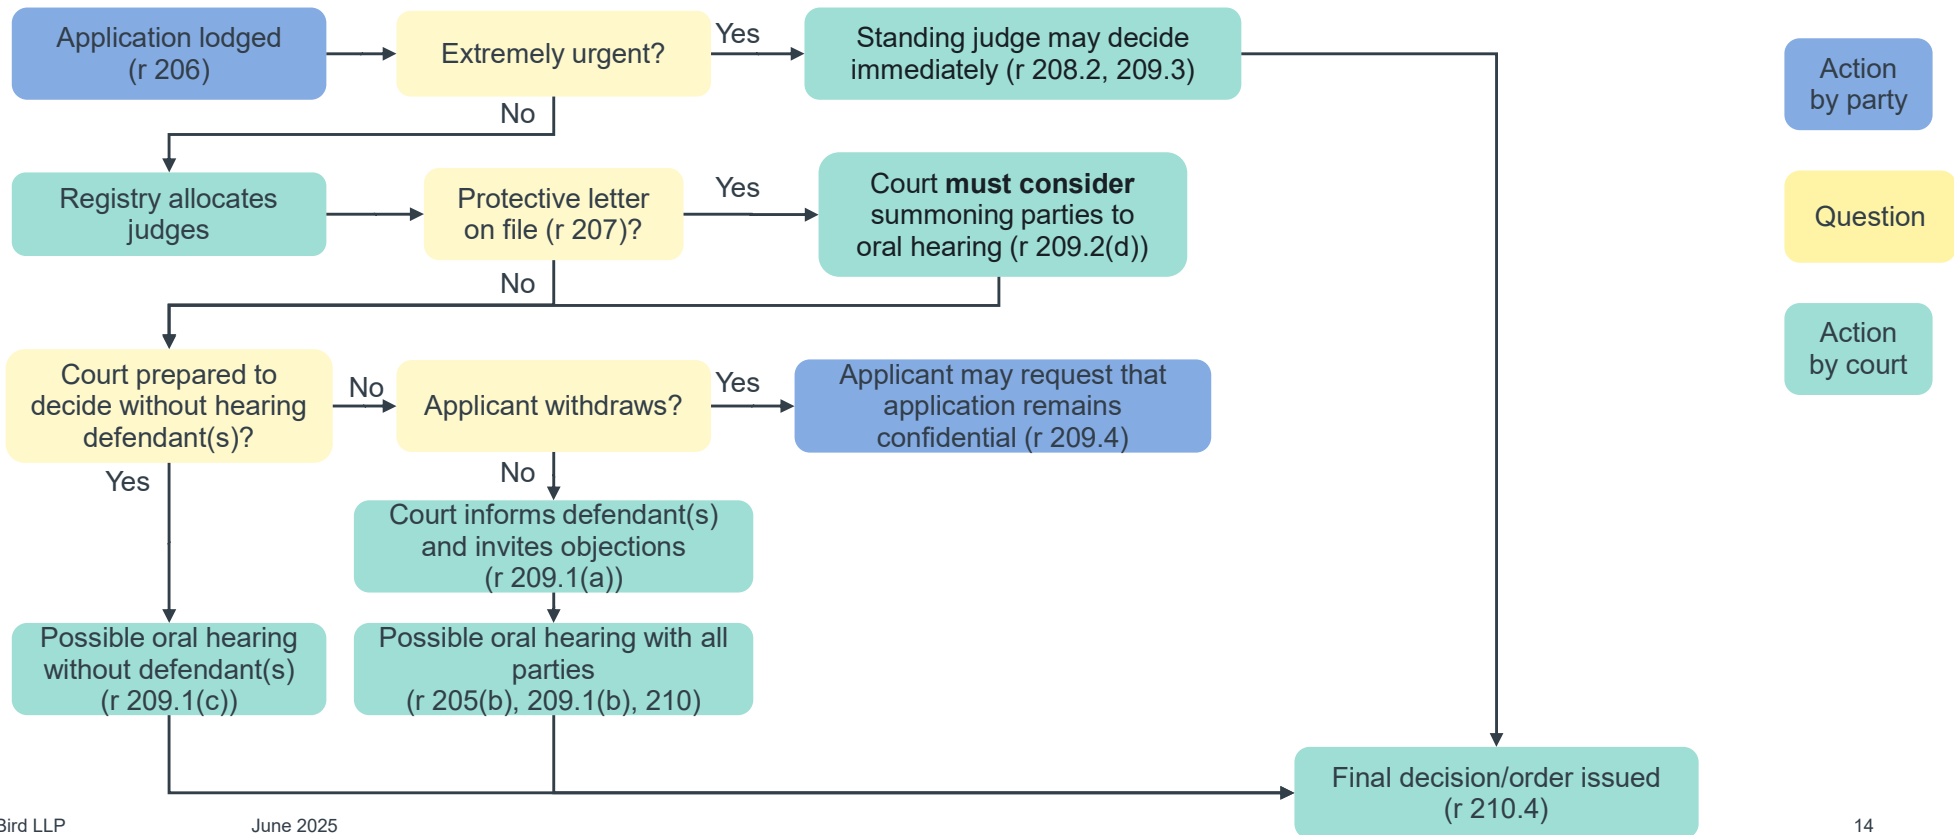 Application lodged
(r 206)
Extremely urgent?
Yes
Standing judge may decide
immediately (r 208.2, 209.3)
Action
by party
No
Registry allocates
judges
Protective letter
on file (r 207)?
Yes
Court must consider
summoning parties to
oral hearing (r 209.2(d))
Question
No
Action
by court
Court prepared to
decide without hearing
defendant(s)?
No
Applicant withdraws?
Yes
Applicant may request that
application remains
confidential (r 209.4)
Yes
No
Court informs defendant(s)
and invites objections
(r 209.1(a))
Possible oral hearing
without defendant(s)
(r 209.1(c))
Possible oral hearing with all
parties
(r 205(b), 209.1(b), 210)
Final decision/order issued
(r 210.4)
Bird LLP
June 2025
14